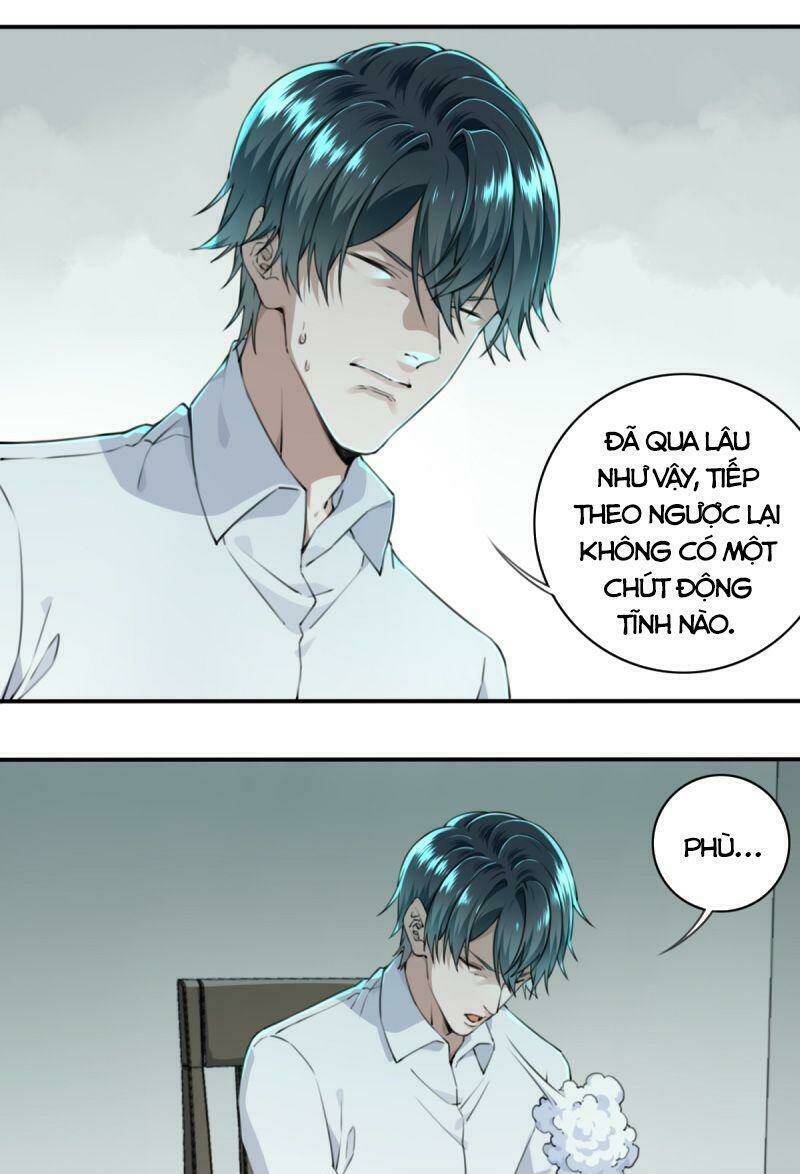 ĐÃ QUA LÂU
NHƯ VẬY, TIẾP
THEO NGƯỢC LẠI
KHÔNG CÓ MỘT
CHÚT ĐỘNG
TĨNH NÀO.
PHÙ...